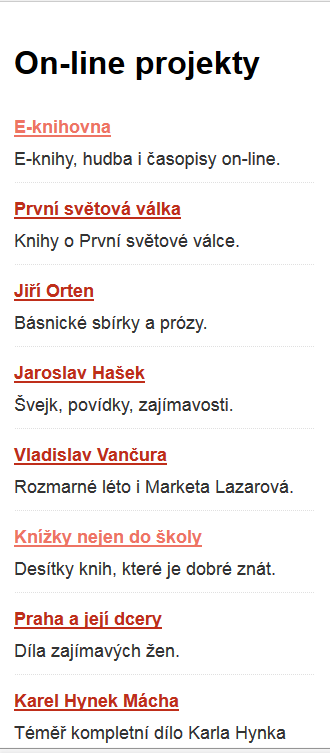 On-line projekty
E-knihovna
E-knihy, hudba i časopisy on-line.
První světová válka
Knihy o První světové válce.
Jiří Orten
Básnické sbírky a prózy.
Jaroslav Hašek
Švejk, povídky, zajímavosti.
Vladislav Vančura
Rozmarné léto i Marketa Lazarová.
Knížky nejen do školy
Desítky knih, které je dobré znát.
Praha a její dcery
Díla zajímavých žen.
Karel Hynek Mácha
Téměř kompletní dílo Karla Hynka